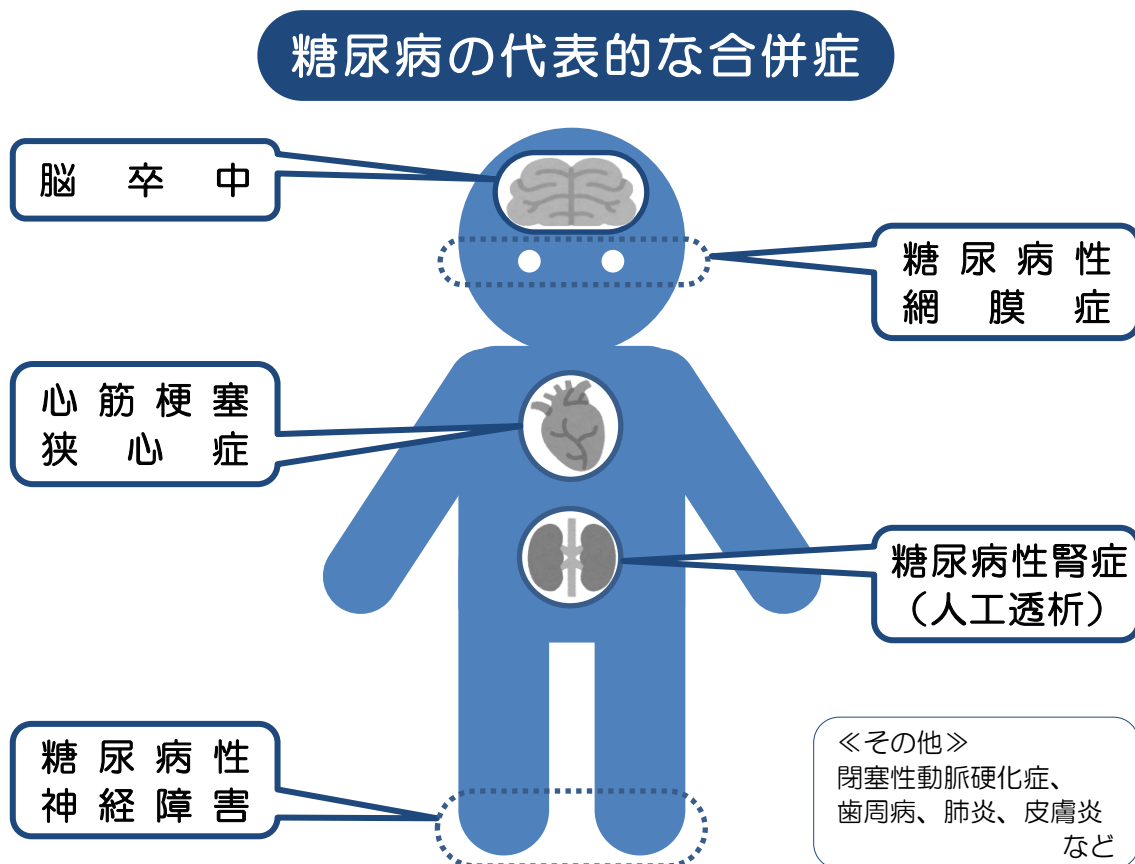 糖尿病の代表的な合併症
脳卒中
糖尿病性
網膜症
心筋梗塞
狭心症
糖尿病性腎症
（人工透析）
糖尿病性
神経障害
≪その他≫
閉塞性動脈硬化症、
歯周病、肺炎、皮膚炎
など